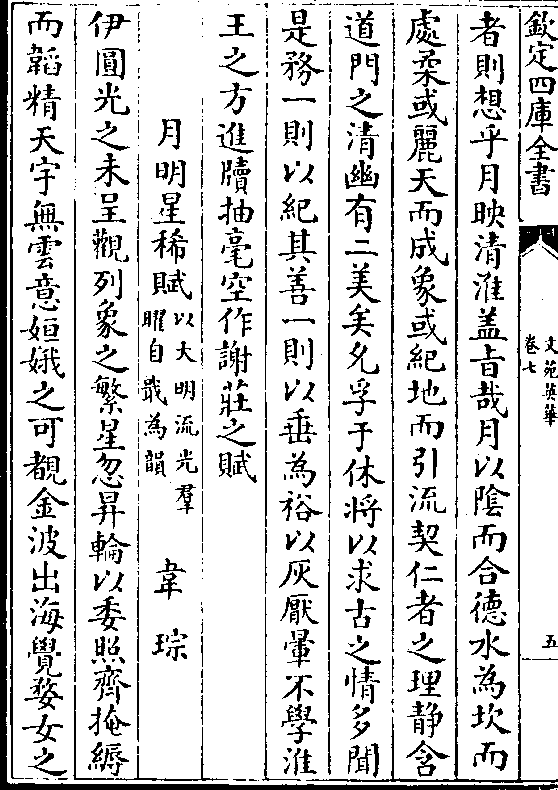 欽定四庫全書
文苑英華
卷七
五
者則想乎月映清淮盖㫖哉月以陰而合德水為坎而
處柔或麗天而成象或紀地而引流契仁者之理静含
道門之清幽有二美矣允孚于休將以求古之情多聞
是務一則以紀其善一則以垂為裕以灰厭暈不學淮
王之方進牘抽毫空作謝莊之賦
月明星稀賦以大明流光羣
曜自戢為韻
韋琮
伊圓光之未呈觀列象之繁星忽昇輪以委照齊掩縟
而韜精天宇無雲意姮娥之可覩金波出海覺婺女之